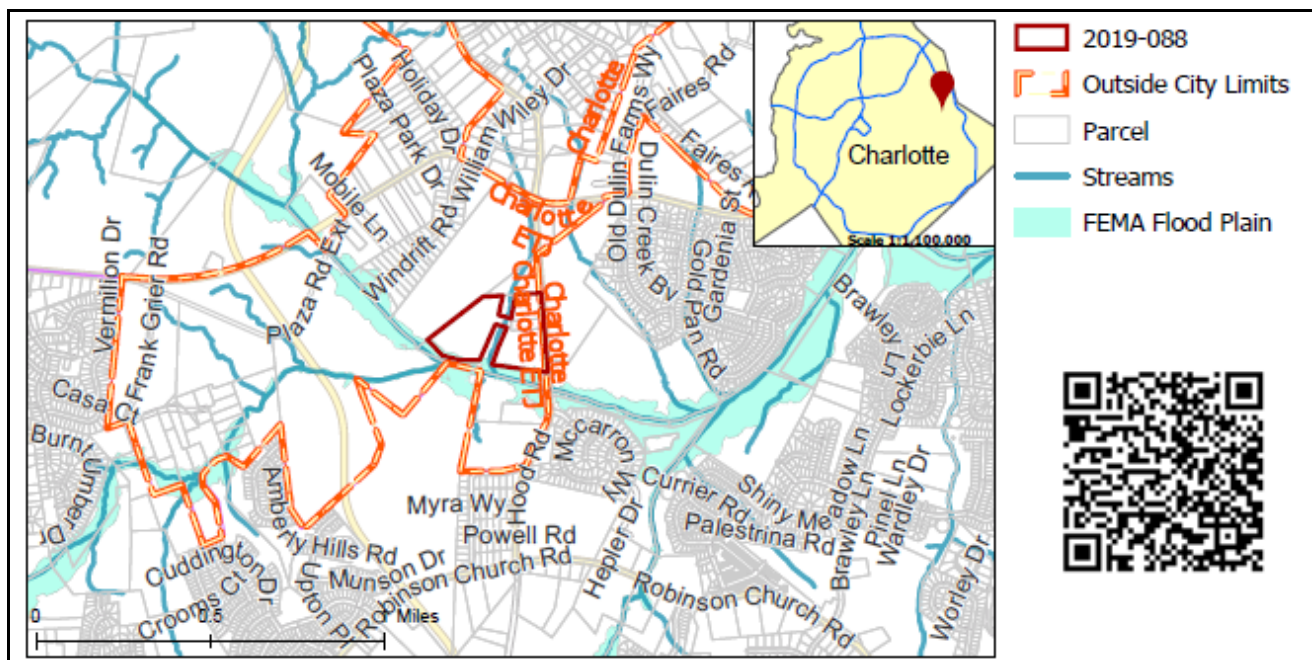 Holiday Dr
Plaza Park Dr
William Wiley Dr
Charlotte
Old Dulin Farms Wy
Faires Rd
Faires
Mobile Ln
Windrift Rd
Charlotte ETJ
Charlotte
Charlotte ETJ
Dulin Creek Bv
Gardenia St
Gold Pan Rd
Charlotte
Scale 1:1,100,000
Vermilion Dr
Frank Grier Rd
Plaza Rd Ext
Brawley Ln
Lockerbie Ln
Casa Ct
Burnt Umber Dr
Amberly Hills Rd
Mccarron Wy
Hood Rd
Myra Wy
Powell Rd
Currier Rd
Shiny Meadow Ln
Palestrina Rd
Brawley Ln
Pinel Ln
Wardley Dr
Cuddington Dr
Crooms Ct
Upton Pl
Munson Dr
Robinson Church Rd
Hepler Dr
Robinson Church Rd
Worley Dr
0 0.5 1 Miles
2019-088
Outside City Limits
Parcel
Streams
FEMA Flood Plain